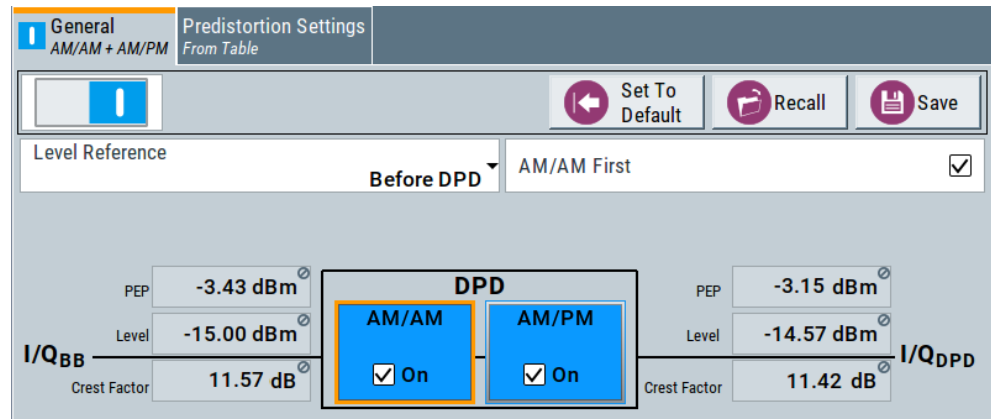 General
AM/AM + AM/PM
Predistortion Settings
From Table
Set To
Default
Recall
Save
Level Reference
Before DPD
AM/AM First
I/QBB
PEP
-3.43 dBm
Level
-15.00 dBm
Crest Factor
11.57 dB
DPD
AM/AM
On
AM/PM
On
PEP
-3.15 dBm
Level
-14.57 dBm
Crest Factor
11.42 dB
I/QDPD